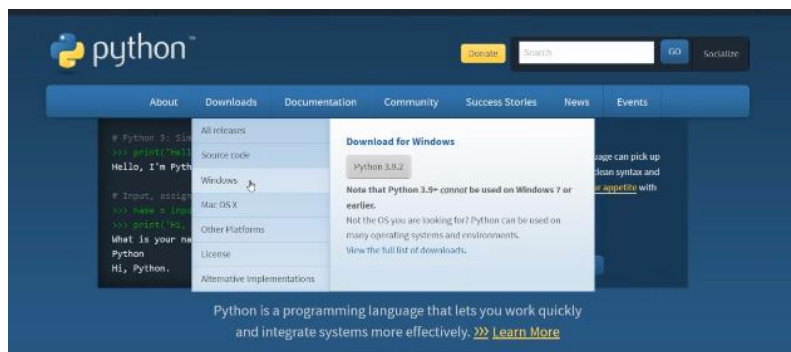 python™
Donate
Search
GO
Socialize
About Downloads Documentation Community Success Stories News Events
# Python 3: Sim
>>> print("Hell
Hello, I'm Pyth
# Input, assign
>>> name = inpu
>>> print('Hi,
What is your na
Python
Hi, Python.
All releases
Source code
Windows
Mac OS X
Other Platforms
License
Alternative Implementations
Download for Windows
Python 3.9.2
Note that Python 3.9+ cannot be used on Windows 7 or
earlier.
Not the OS you are looking for? Python can be used on
many operating systems and environments.
View the full list of downloads.
age can pick up
clean syntax and
r appetite with
Python is a programming language that lets you work quickly
and integrate systems more effectively. >>> Learn More